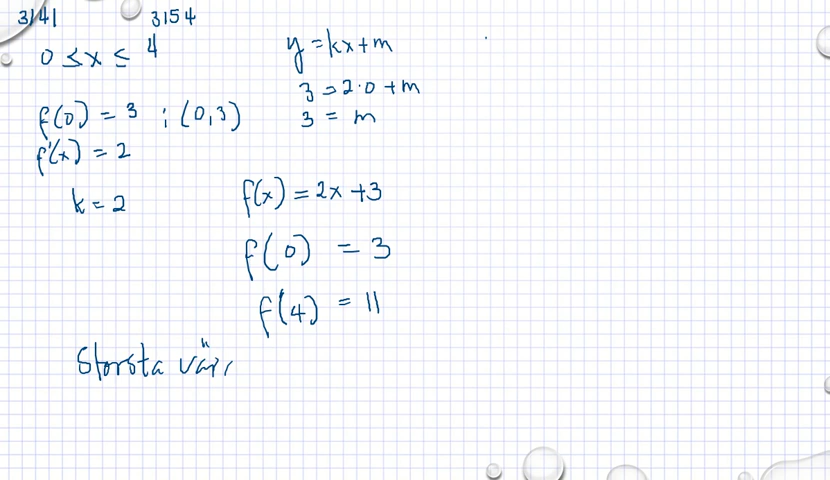 3141 3154
0 ≤ x ≤ 4
f(0) = 3 ; (0,3)
f'(x) = 2
k = 2
y = kx + m
3 = 2·0 + m
3 = m
f(x) = 2x + 3
f(0) = 3
f(4) = 11
Storsta vär